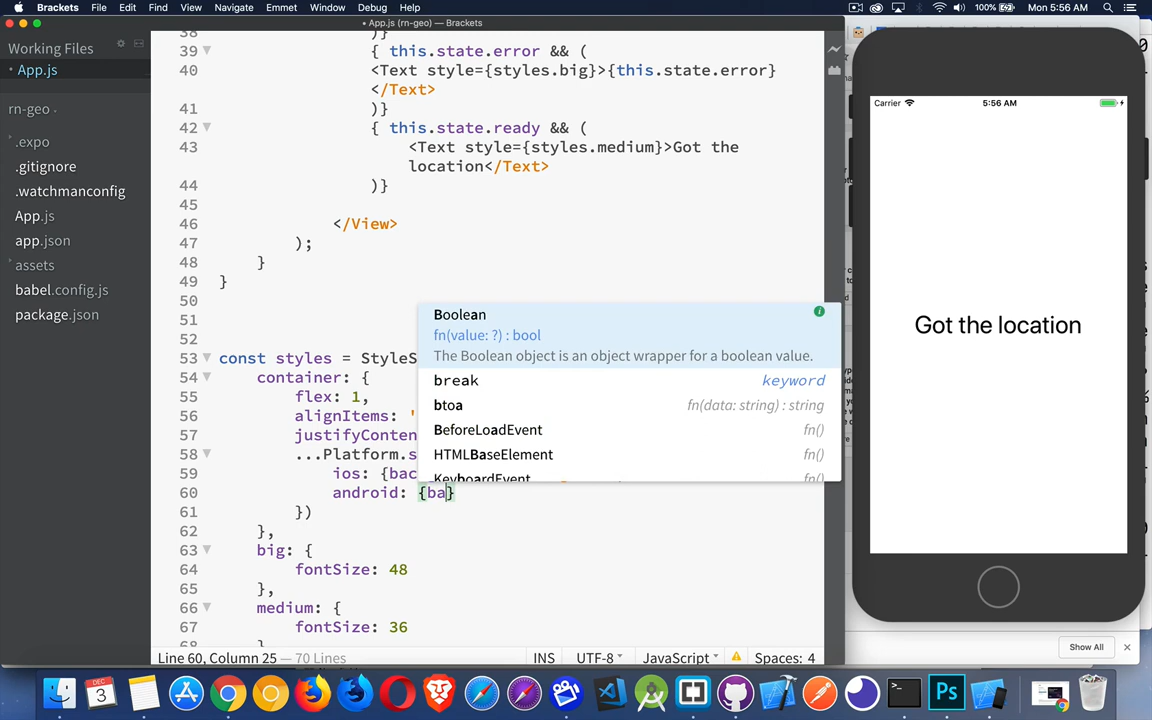 Brackets File Edit Find View Navigate Emmet Window Debug Help 100% Mon 5:56 AM
App.js (rn-geo) — Brackets
Working Files
• App.js
rn-geo
.expo
.gitignore
.watchmanconfig
App.js
app.json
assets
babel.config.js
package.json
38 )}
39 { this.state.error && (
40 <Text style={styles.big}>{this.state.error}
</Text>
41 )}
42 { this.state.ready && (
43 <Text style={styles.medium}>Got the
location</Text>
44 )}
45
46 </View>
47 );
48 }
49 }
50
51
52
53 const styles = StyleS
54 container: {
55 flex: 1,
56 alignItems: '
57 justifyConten
58 ...Platform.s
59 ios: {bac
60 android: {ba}
61 })
62 },
63 big: {
64 fontSize: 48
65 },
66 medium: {
67 fontSize: 36
68 }
Boolean
fn(value: ?) : bool
The Boolean object is an object wrapper for a boolean value.
break keyword
btoa fn(data: string) : string
BeforeLoadEvent fn()
HTMLBaseElement fn()
KeyboardEvent fn()
Line 60, Column 25 — 70 Lines INS UTF-8 JavaScript Spaces: 4
Carrier 5:56 AM
Got the location
Show All
DEC
3
Ps